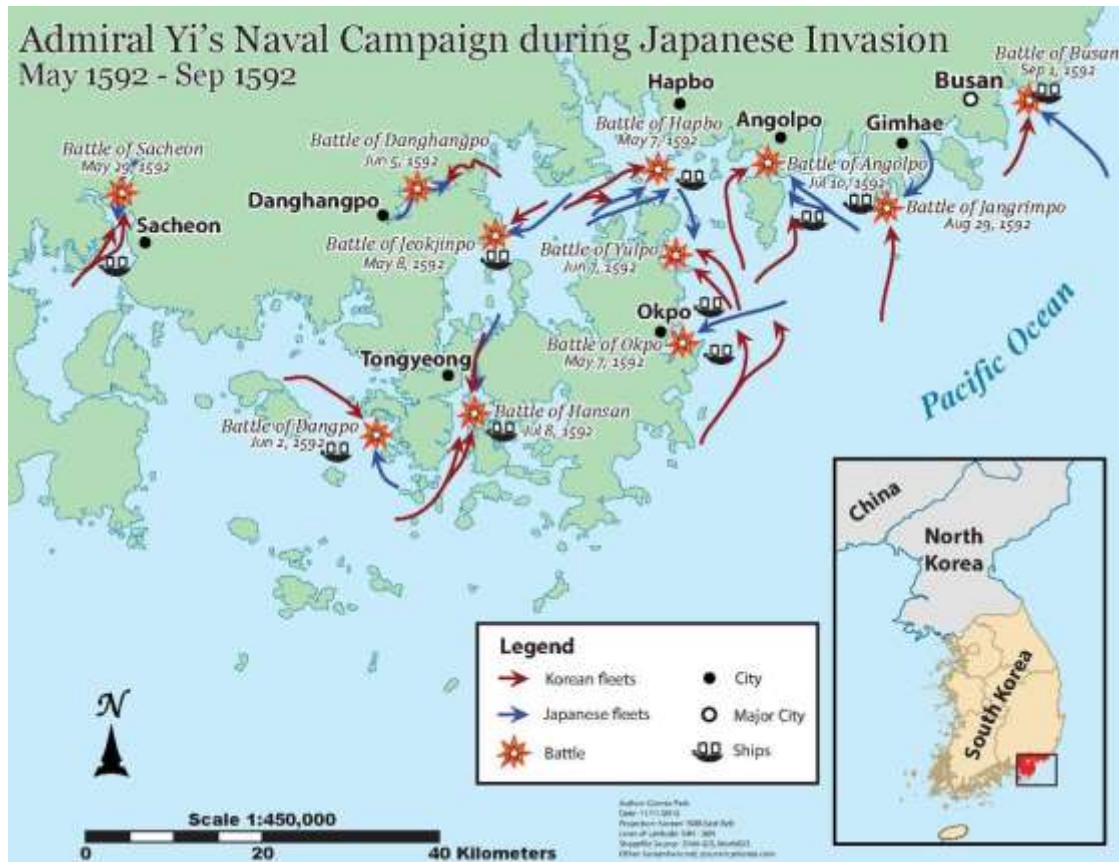 Admiral Yi's Naval Campaign during Japanese Invasion
May 1592 - Sep 1592
Battle of Busan
Sep 1, 1592
Busan
Hapbo
Battle of Hapbo
May 7, 1592
Angolpo
Gimhae
Battle of Angolpo
Jul 10, 1592
Battle of Jangrimpo
Aug 29, 1592
Battle of Sacheon
May 29, 1592
Sacheon
Battle of Danghangpo
Jun 5, 1592
Danghangpo
Battle of Jeokjinpo
May 8, 1592
Battle of Yulpo
Jun 7, 1592
Okpo
Battle of Okpo
May 7, 1592
Tongyeong
Battle of Dangpo
Jun 2, 1592
Battle of Hansan
Jul 8, 1592
Pacific Ocean
China
North
Korea
South Korea
Legend
Korean fleets
Japanese fleets
Battle
City
Major City
Ships
N
Scale 1:450,000
0 20 40 Kilometers